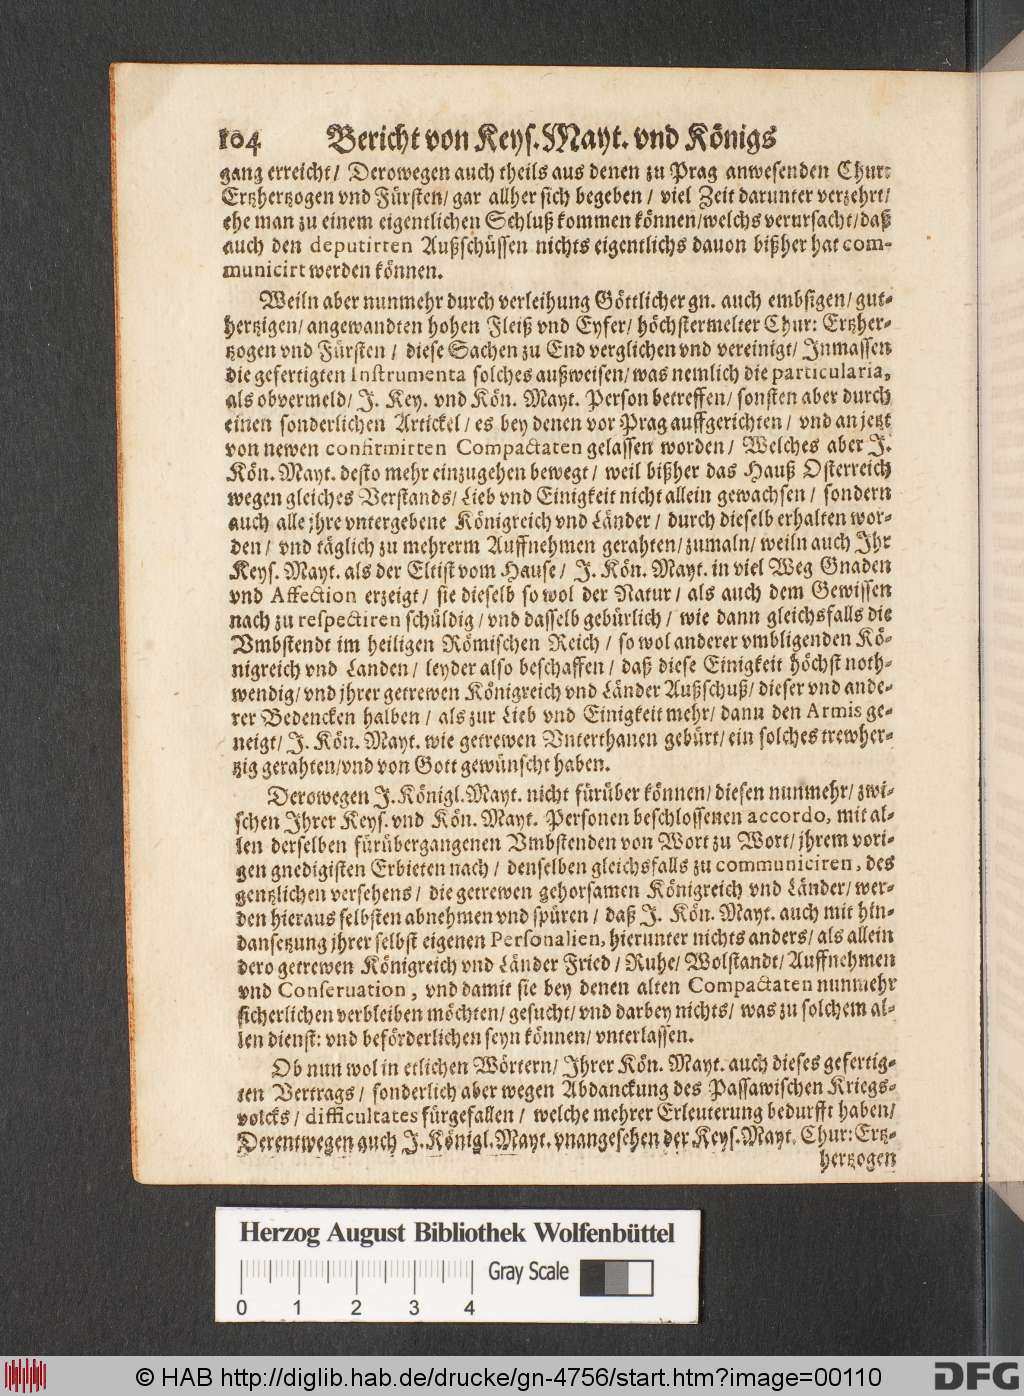 104 Bericht von Keys. Mayt. vnd Königs
gang erreicht/ Derowegen auch theils aus denen zu Prag anwesenden Chur:
Ertzhertzogen vnd Fürsten/ gar allher sich begeben/ viel Zeit darunter verzehrt/
ehe man zu einem eigentlichen Schluß kommen können/ welchs verursacht/ daß
auch den deputirten Außschüssen nichts eigentlichs dauon bißher hat com-
municirt werden können.
Weiln aber nunmehr durch verleihung Göttlicher gn. auch embsigen/ gut-
hertzigen/ angewandten hohen Fleiß vnd Eyfer/ höchstermelter Chur: Ertzher-
tzogen vnd Fürsten/ diese Sachen zu End verglichen vnd vereinigt/ Inmassen
die gefertigten Instrumenta solches außweisen/ was nemlich die particularia,
als obvermeld/ J. Key. vnd Kön. Mayt. Person betreffen/ sonsten aber durch
einen sonderlichen Artickel/ es bey denen vor Prag auffgerichten/ vnd an jetzt
von newen confirmirten Compactaten gelassen worden/ Welches aber J.
Kön. Mayt. desto mehr einzugehen bewegt/ weil bißher das Hauß Osterreich
wegen gleiches Verstands/ Lieb vnd Einigkeit nicht allein gewachsen/ sondern
auch alle jhre vntergebene Königreich vnd Länder/ durch dieselb erhalten wor-
den/ vnd täglich zu mehrerm Auffnehmen gerahten/ zumaln/ weiln auch Ihr
Keys. Mayt. als der Eltist vom Hause/ J. Kön. Mayt. in viel Weg Gnaden
vnd Affection erzeigt/ sie dieselb so wol der Natur/ als auch dem Gewissen
nach zu respectiren schüldig/ vnd dasselb gebürlich/ wie dann gleichsfalls die
Vmbstendt im heiligen Römischen Reich/ so wol anderer vmbligenden Kö-
nigreich vnd Landen/ leyder also beschaffen/ daß diese Einigkeit höchst noth-
wendig/ vnd jhrer getrewen Königreich vnd Länder Außschuß/ dieser vnd ande-
rer Bedencken halben/ als zur Lieb vnd Einigkeit mehr/ dann den Armis ge-
neigt/ J. Kön. Mayt. wie getrewen Vnterthanen gebürt/ ein solches trewher-
tzig gerahten/ vnd von Gott gewünscht haben.
Derowegen J. Königl. Mayt. nicht fürüber können/ diesen nunmehr/ zwi-
schen Ihrer Keys. vnd Kön. Mayt. Personen beschlossenen accordo, mit al-
len derselben fürübergangenen Vmbstenden von Wort zu Wort/ jhrem vori-
gen gnedigisten Erbieten nach/ denselben gleichsfalls zu communiciren, des
gentzlichen versehens/ die getrewen gehorsamen Königreich vnd Länder/ wer-
den hieraus selbsten abnehmen vnd spüren/ daß J. Kön. Mayt. auch mit hin-
dansetzung jhrer selbst eigenen Personalien, hierunter nichts anders/ als allein
dero getrewen Königreich vnd Länder Fried/ Ruhe/ Wolstandt/ Auffnehmen
vnd Conseruation, vnd damit sie bey denen alten Compactaten nunmehr
sicherlichen verbleiben möchten/ gesucht/ vnd darbey nichts/ was zu solchem al-
len dienst: vnd beförderlichen seyn können/ vnterlassen.
Ob nun wol in etlichen Wörtern/ Ihrer Kön. Mayt. auch dieses gefertig-
ten Vertrags/ sonderlich aber wegen Abdanckung des Passawischen Kriegs-
volcks/ difficultates fürgefallen/ welche mehrer Erleuterung bedurfft haben/
Derentwegen auch J. Königl. Mayt. vnangesehen der Keys. Mayt. Chur: Ertz-
hertzogen
Herzog August Bibliothek Wolfenbüttel
Gray Scale
0 1 2 3 4
© HAB http://diglib.hab.de/drucke/gn-4756/start.htm?image=00110
DFG